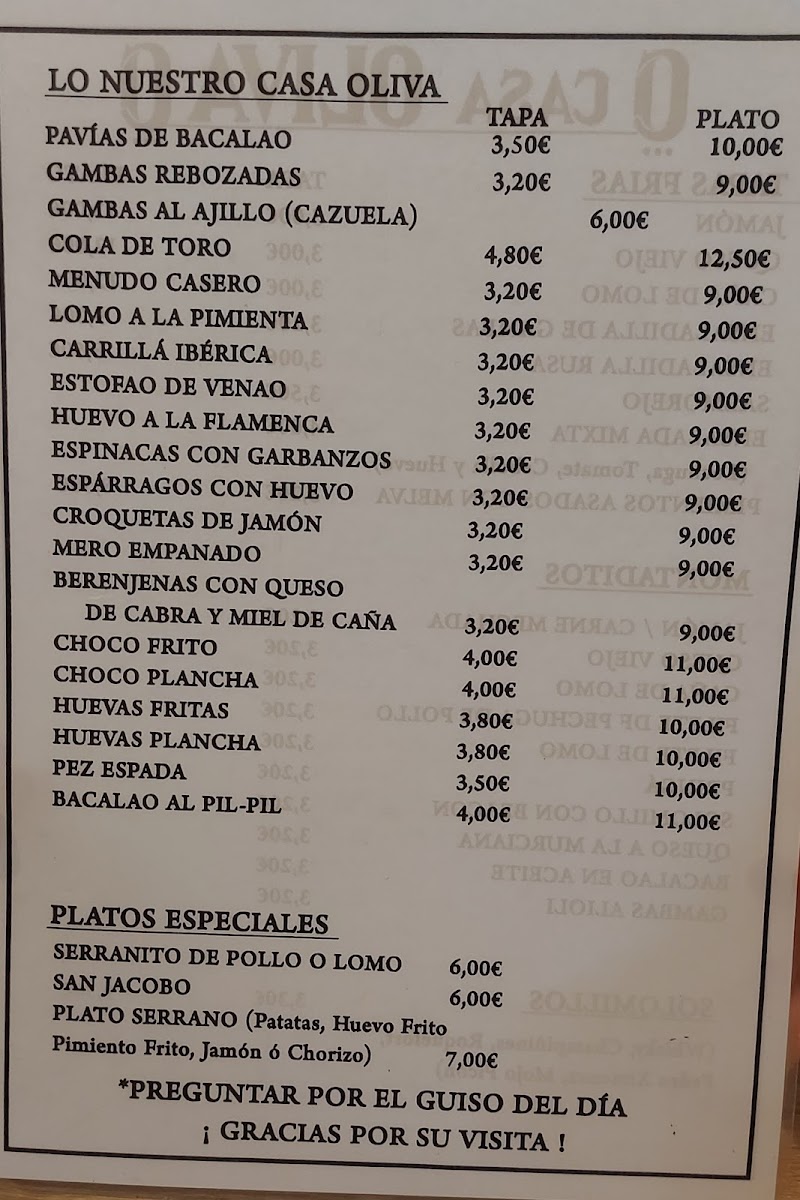 LO NUESTRO CASA OLIVA
TAPA PLATO
PAVÍAS DE BACALAO 3,50€ 10,00€
GAMBAS REBOZADAS 3,20€ 9,00€
GAMBAS AL AJILLO (CAZUELA) 6,00€
COLA DE TORO 4,80€ 12,50€
MENUDO CASERO 3,20€ 9,00€
LOMO A LA PIMIENTA 3,20€ 9,00€
CARRILLÁ IBÉRICA 3,20€ 9,00€
ESTOFAO DE VENAO 3,20€ 9,00€
HUEVO A LA FLAMENCA 3,20€ 9,00€
ESPINACAS CON GARBANZOS 3,20€ 9,00€
ESPÁRRAGOS CON HUEVO 3,20€ 9,00€
CROQUETAS DE JAMÓN 3,20€ 9,00€
MERO EMPANADO 3,20€ 9,00€
BERENJENAS CON QUESO
DE CABRA Y MIEL DE CAÑA 3,20€ 9,00€
CHOCO FRITO 4,00€ 11,00€
CHOCO PLANCHA 4,00€ 11,00€
HUEVAS FRITAS 3,80€ 10,00€
HUEVAS PLANCHA 3,80€ 10,00€
PEZ ESPADA 3,50€ 10,00€
BACALAO AL PIL-PIL 4,00€ 11,00€
PLATOS ESPECIALES
SERRANITO DE POLLO O LOMO 6,00€
SAN JACOBO 6,00€
PLATO SERRANO (Patatas, Huevo Frito
Pimiento Frito, Jamón ó Chorizo) 7,00€
*PREGUNTAR POR EL GUISO DEL DÍA
¡ GRACIAS POR SU VISITA !